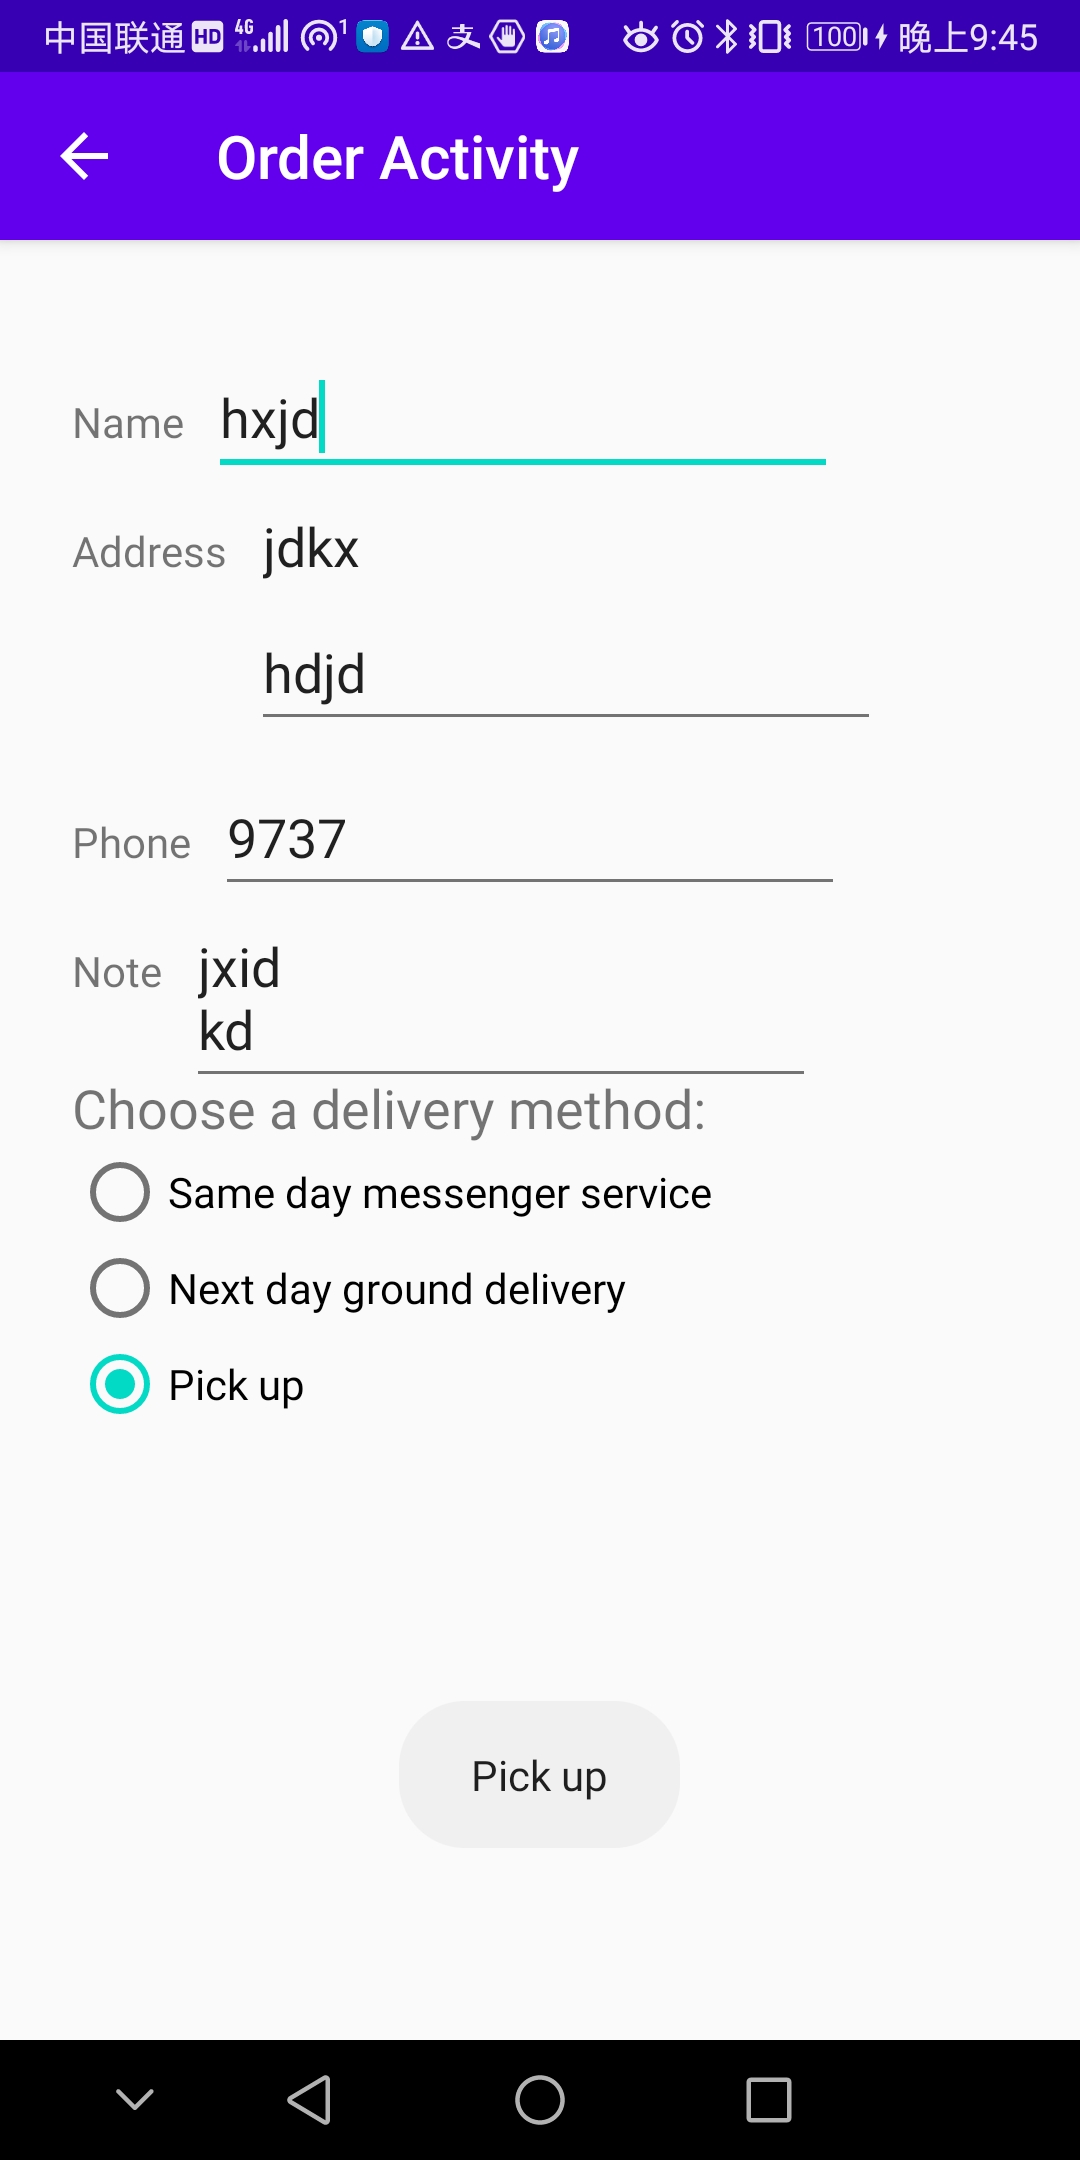 中国联通 HD 4G 1 支 100 晚上9:45
Order Activity
Name hxjd
Address jdkx
hdjd
Phone 9737
Note jxid
kd
Choose a delivery method:
Same day messenger service
Next day ground delivery
Pick up
Pick up